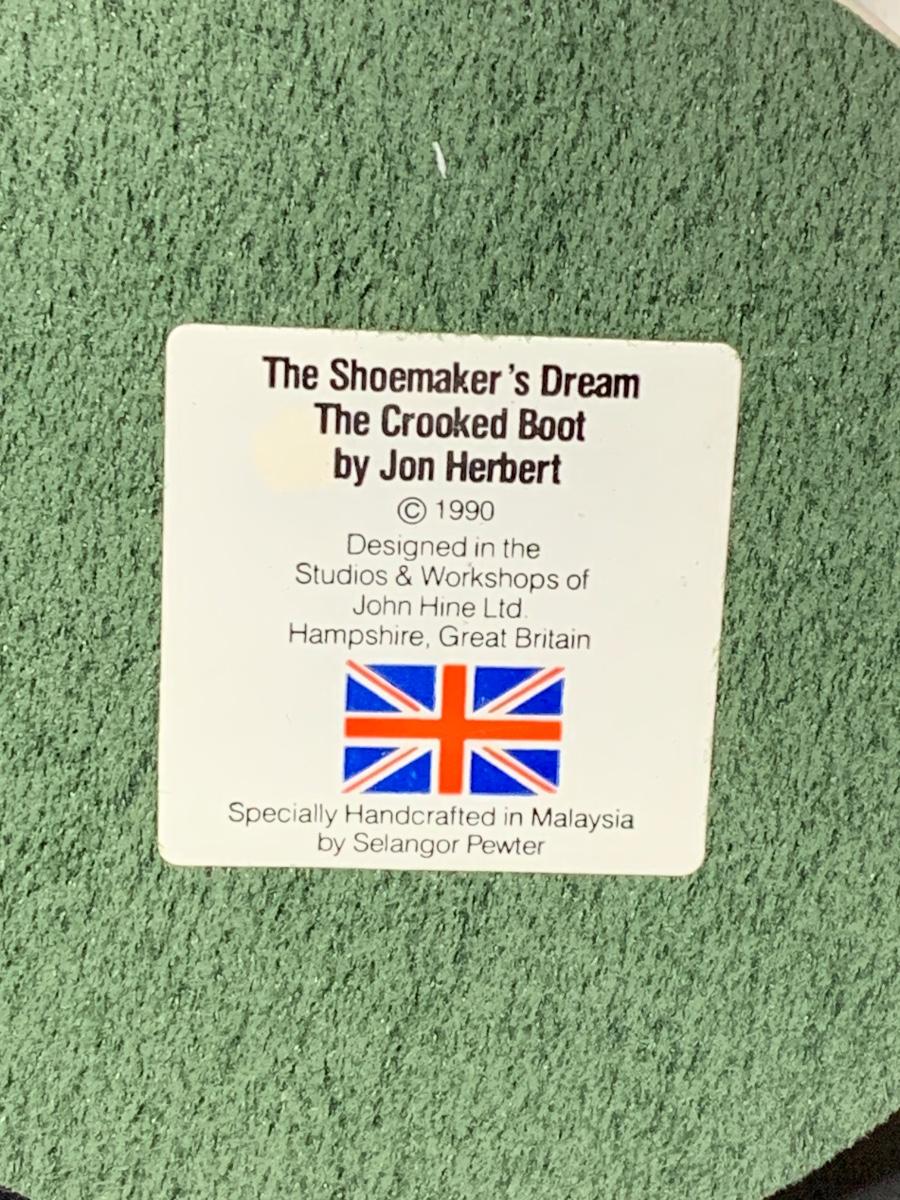 The Shoemaker's Dream
The Crooked Boot
by Jon Herbert
© 1990
Designed in the
Studios & Workshops of
John Hine Ltd.
Hampshire, Great Britain
Specially Handcrafted in Malaysia
by Selangor Pewter